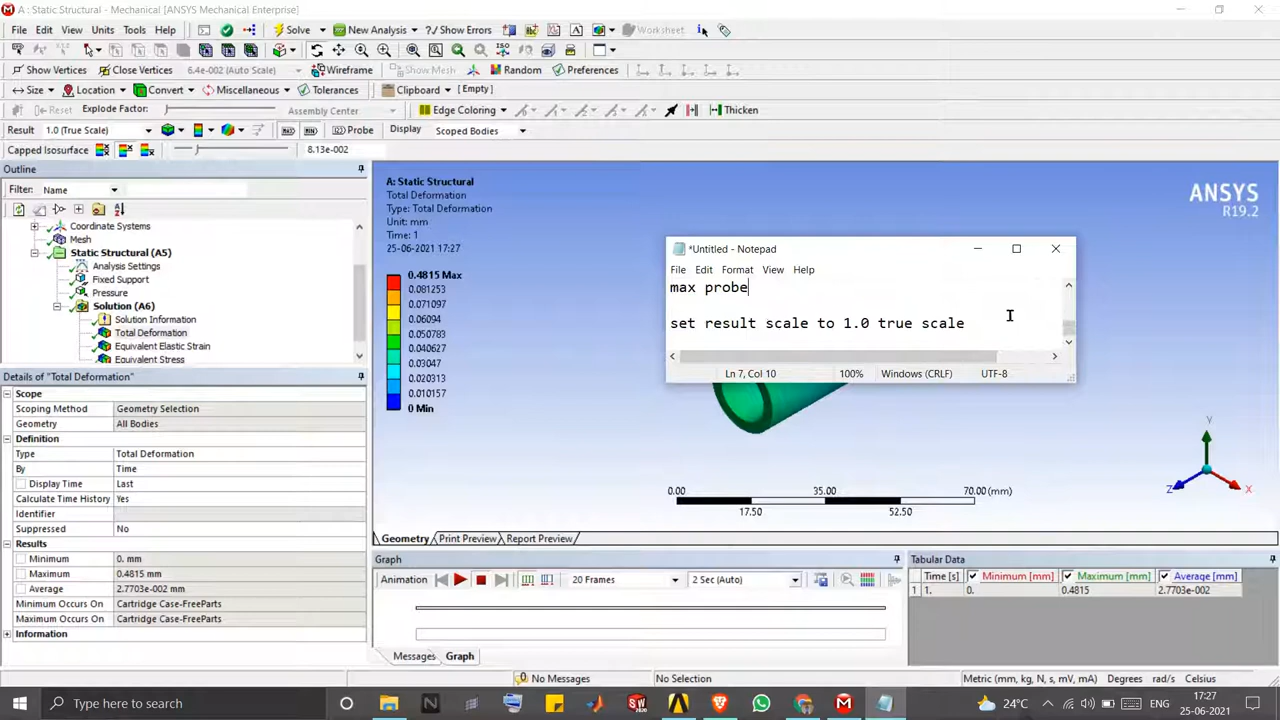 A : Static Structural - Mechanical [ANSYS Mechanical Enterprise]
File Edit View Units Tools Help Solve New Analysis ?/ Show Errors Worksheet
Show Vertices Close Vertices 6.4e-002 (Auto Scale) Wireframe Show Mesh Random Preferences
Size Location Convert Miscellaneous Tolerances Clipboard [Empty]
Reset Explode Factor: Assembly Center Edge Coloring Thicken
Result 1.0 (True Scale) MAX MIN Probe Display Scoped Bodies
Capped Isosurface 8.13e-002
Outline
Filter: Name
Coordinate Systems
Mesh
Static Structural (A5)
Analysis Settings
Fixed Support
Pressure
Solution (A6)
Solution Information
Total Deformation
Equivalent Elastic Strain
Equivalent Stress
Details of "Total Deformation"
Scope
Scoping Method Geometry Selection
Geometry All Bodies
Definition
Type Total Deformation
By Time
Display Time Last
Calculate Time History Yes
Identifier
Suppressed No
Results
Minimum 0. mm
Maximum 0.4815 mm
Average 2.7703e-002 mm
Minimum Occurs On Cartridge Case-FreeParts
Maximum Occurs On Cartridge Case-FreeParts
Information
A: Static Structural
Total Deformation
Type: Total Deformation
Unit: mm
Time: 1
25-06-2021 17:27
0.4815 Max
0.081253
0.071097
0.06094
0.050783
0.040627
0.03047
0.020313
0.010157
0 Min
ANSYS
R19.2
*Untitled - Notepad
File Edit Format View Help
max probe
set result scale to 1.0 true scale
Ln 7, Col 10 100% Windows (CRLF) UTF-8
Y
Z X
0.00 35.00 70.00 (mm)
17.50 52.50
Geometry Print Preview Report Preview
Graph
Animation 20 Frames 2 Sec (Auto)
Messages Graph
Tabular Data
Time [s] Minimum [mm] Maximum [mm] Average [mm]
1 1. 0. 0.4815 2.7703e-002
No Messages No Selection Metric (mm, kg, N, s, mV, mA) Degrees rad/s Celsius
Type here to search 24°C ENG 17:27
25-06-2021